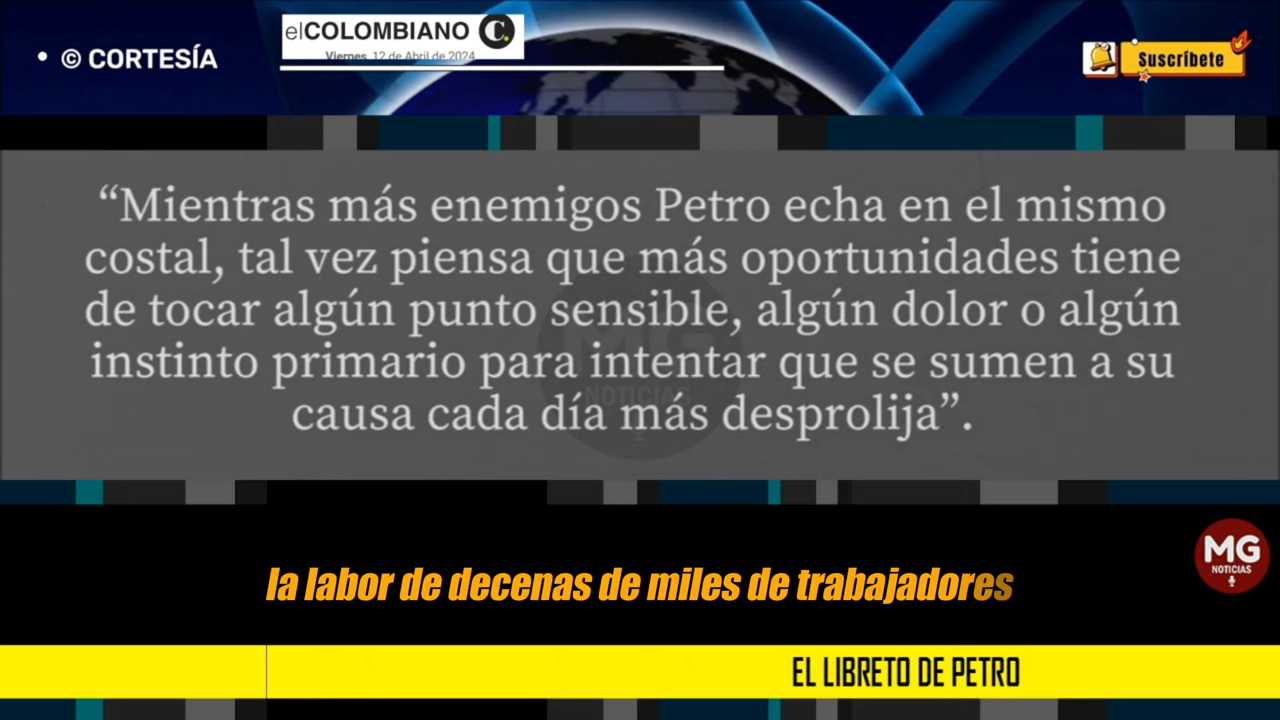 • © CORTESÍA
elCOLOMBIANO C.
Viernes 12 de Abril de 2024
Suscríbete
“Mientras más enemigos Petro echa en el mismo
costal, tal vez piensa que más oportunidades tiene
de tocar algún punto sensible, algún dolor o algún
instinto primario para intentar que se sumen a su
causa cada día más desprolija”.
MG
NOTICIAS
la labor de decenas de miles de trabajadores
MG
NOTICIAS
EL LIBRETO DE PETRO